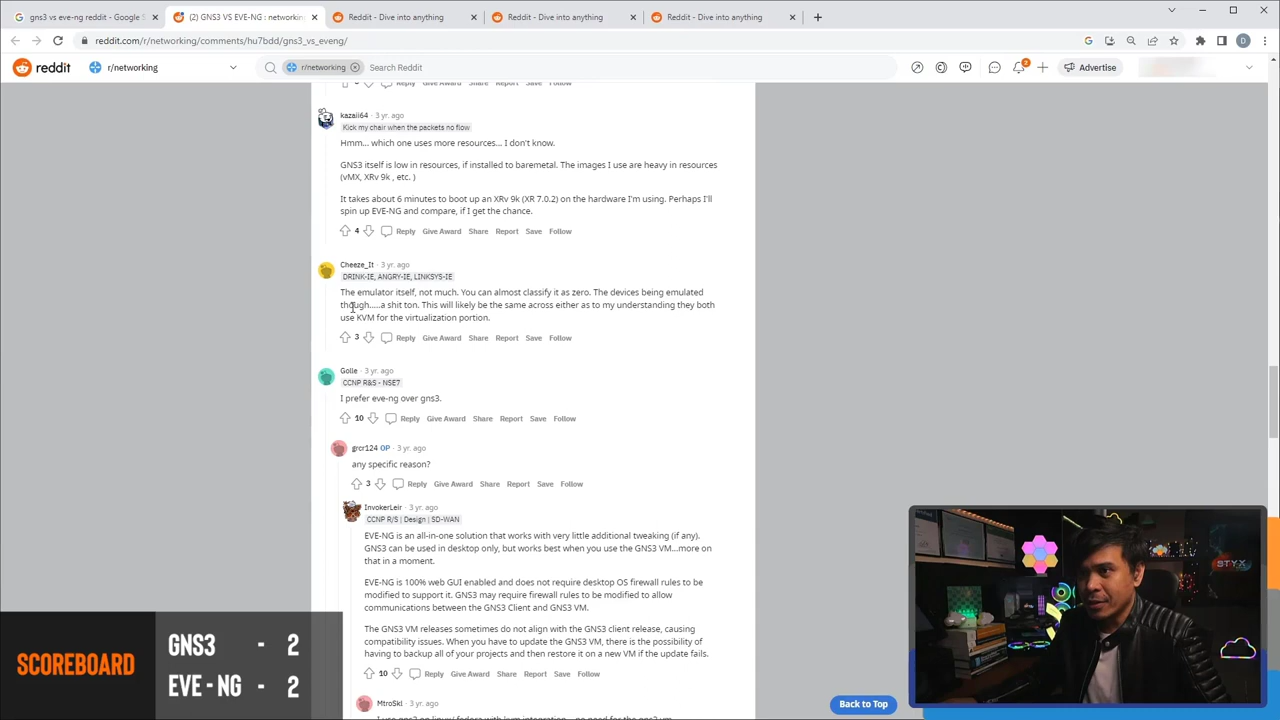 gns3 vs eve-ng reddit - Google S
(2) GNS3 VS EVE-NG : networkin
Reddit - Dive into anything
Reddit - Dive into anything
Reddit - Dive into anything
reddit.com/r/networking/comments/hu7bdd/gns3_vs_eveng/
reddit
r/networking
r/networking
Search Reddit
2
Advertise
Reply Give Award Share Report Save Follow
kazaii64 · 3 yr. ago
Kick my chair when the packets no flow
Hmm... which one uses more resources... I don't know.
GNS3 itself is low in resources, if installed to baremetal. The images I use are heavy in resources
(vMX, XRv 9k , etc. )
It takes about 6 minutes to boot up an XRv 9k (XR 7.0.2) on the hardware I'm using. Perhaps I'll
spin up EVE-NG and compare, if I get the chance.
4 Reply Give Award Share Report Save Follow
Cheeze_It · 3 yr. ago
DRINK-IE, ANGRY-IE, LINKSYS-IE
The emulator itself, not much. You can almost classify it as zero. The devices being emulated
though.....a shit ton. This will likely be the same across either as to my understanding they both
use KVM for the virtualization portion.
3 Reply Give Award Share Report Save Follow
Golle · 3 yr. ago
CCNP R&S - NSE7
I prefer eve-ng over gns3.
10 Reply Give Award Share Report Save Follow
grcr124 OP · 3 yr. ago
any specific reason?
3 Reply Give Award Share Report Save Follow
InvokerLeir · 3 yr. ago
CCNP R/S | Design | SD-WAN
EVE-NG is an all-in-one solution that works with very little additional tweaking (if any).
GNS3 can be used in desktop only, but works best when you use the GNS3 VM...more on
that in a moment.
EVE-NG is 100% web GUI enabled and does not require desktop OS firewall rules to be
modified to support it. GNS3 may require firewall rules to be modified to allow
communications between the GNS3 Client and GNS3 VM.
The GNS3 VM releases sometimes do not align with the GNS3 client release, causing
compatibility issues. When you have to update the GNS3 VM, there is the possibility of
having to backup all of your projects and then restore it on a new VM if the update fails.
10 Reply Give Award Share Report Save Follow
MtroSkl · 3 yr. ago
Back to Top
SCOREBOARD
GNS3 - 2
EVE - NG - 2
STYX